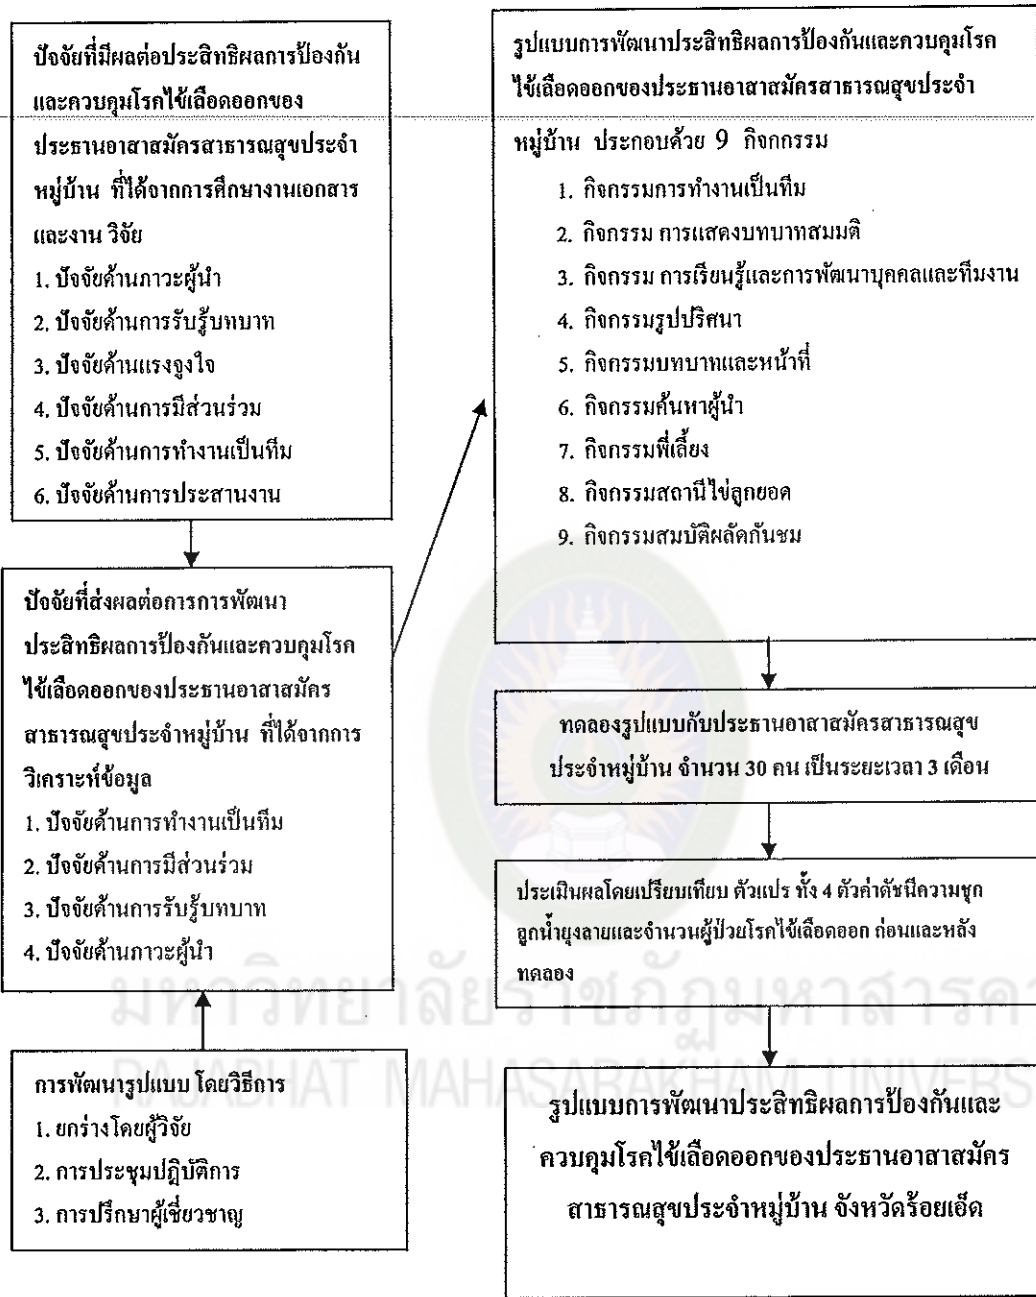 ปัจจัยที่มีผลต่อประสิทธิผลการป้องกัน
และควบคุมโรคไข้เลือดออกของ
ประธานอาสาสมัครสาธารณสุขประจำ
หมู่บ้าน ที่ได้จากการศึกษางานเอกสาร
และงาน วิจัย
1. ปัจจัยด้านภาวะผู้นำ
2. ปัจจัยด้านการรับรู้บทบาท
3. ปัจจัยด้านแรงจูงใจ
4. ปัจจัยด้านการมีส่วนร่วม
5. ปัจจัยด้านการทำงานเป็นทีม
6. ปัจจัยด้านการประสานงาน
ปัจจัยที่ส่งผลต่อการการพัฒนา
ประสิทธิผลการป้องกันและควบคุมโรค
ไข้เลือดออกของประธานอาสาสมัคร
สาธารณสุขประจำหมู่บ้าน ที่ได้จากการ
วิเคราะห์ข้อมูล
1. ปัจจัยด้านการทำงานเป็นทีม
2. ปัจจัยด้านการมีส่วนร่วม
3. ปัจจัยด้านการรับรู้บทบาท
4. ปัจจัยด้านภาวะผู้นำ
การพัฒนารูปแบบ โดยวิธีการ
1. ยกร่างโดยผู้วิจัย
2. การประชุมปฏิบัติการ
3. การปรึกษาผู้เชี่ยวชาญ
รูปแบบการพัฒนาประสิทธิผลการป้องกันและควบคุมโรค
ไข้เลือดออกของประธานอาสาสมัครสาธารณสุขประจำ
หมู่บ้าน ประกอบด้วย 9 กิจกกรรม
1. กิจกรรมการทำงานเป็นทีม
2. กิจกรรม การแสดงบทบาทสมมติ
3. กิจกรรม การเรียนรู้และการพัฒนาบุคคลและทีมงาน
4. กิจกรรมรูปปริศนา
5. กิจกรรมบทบาทและหน้าที่
6. กิจกรรมค้นหาผู้นำ
7. กิจกรรมพี่เลี้ยง
8. กิจกรรมสถานีไข่ลูกยอด
9. กิจกรรมสมบัติผลัดกันชม
ทดลองรูปแบบกับประธานอาสาสมัครสาธารณสุข
ประจำหมู่บ้าน จำนวน 30 คน เป็นระยะเวลา 3 เดือน
ประเมินผลโดยเปรียบเทียบ ตัวแปร ทั้ง 4 ตัวค่าดัชนีความชุก
ลูกน้ำยุงลายและจำนวนผู้ป่วยโรคไข้เลือดออก ก่อนและหลัง
ทดลอง
รูปแบบการพัฒนาประสิทธิผลการป้องกันและ
ควบคุมโรคไข้เลือดออกของประธานอาสาสมัคร
สาธารณสุขประจำหมู่บ้าน จังหวัดร้อยเอ็ด
มหาวิทยาลัยราชภัฏมหาสารคา
RAJABHAT MAHASARAKHAM UNIVERS